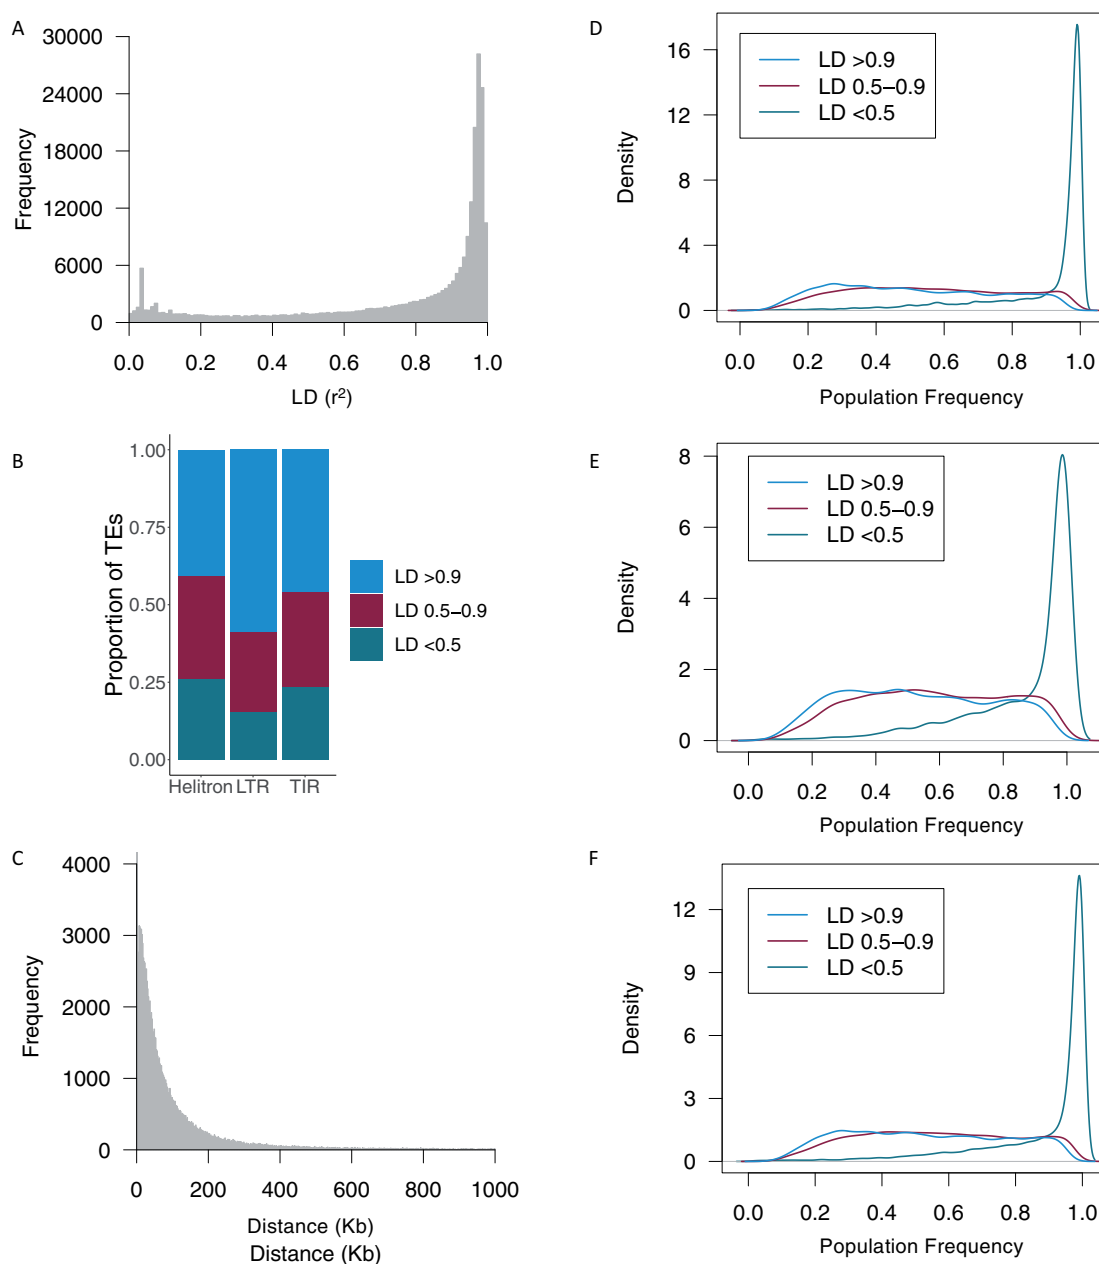 A
30000
24000
18000
12000
6000
0
Frequency
0.0 0.2 0.4 0.6 0.8 1.0
LD (r²)
B
1.00
0.75
0.50
0.25
0.00
Proportion of TEs
Helitron LTR TIR
LD >0.9
LD 0.5–0.9
LD <0.5
C
4000
3000
2000
1000
0
Frequency
0 200 400 600 800 1000
Distance (Kb)
Distance (Kb)
D
16
12
8
4
0
Density
LD >0.9
LD 0.5–0.9
LD <0.5
0.0 0.2 0.4 0.6 0.8 1.0
Population Frequency
E
8
6
4
2
0
Density
LD >0.9
LD 0.5–0.9
LD <0.5
0.0 0.2 0.4 0.6 0.8 1.0
Population Frequency
F
12
9
6
3
0
Density
LD >0.9
LD 0.5–0.9
LD <0.5
0.0 0.2 0.4 0.6 0.8 1.0
Population Frequency